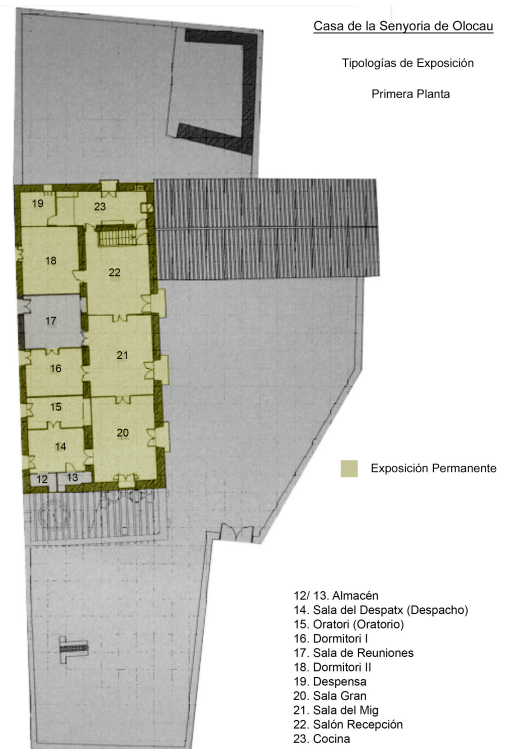 Casa de la Senyoria de Olocau
Tipologías de Exposición
Primera Planta
19
23
18
22
17
21
16
15
20
14
12
13
Exposición Permanente
12/ 13. Almacén
14. Sala del Despatx (Despacho)
15. Oratori (Oratorio)
16. Dormitori I
17. Sala de Reuniones
18. Dormitori II
19. Despensa
20. Sala Gran
21. Sala del Mig
22. Salón Recepción
23. Cocina